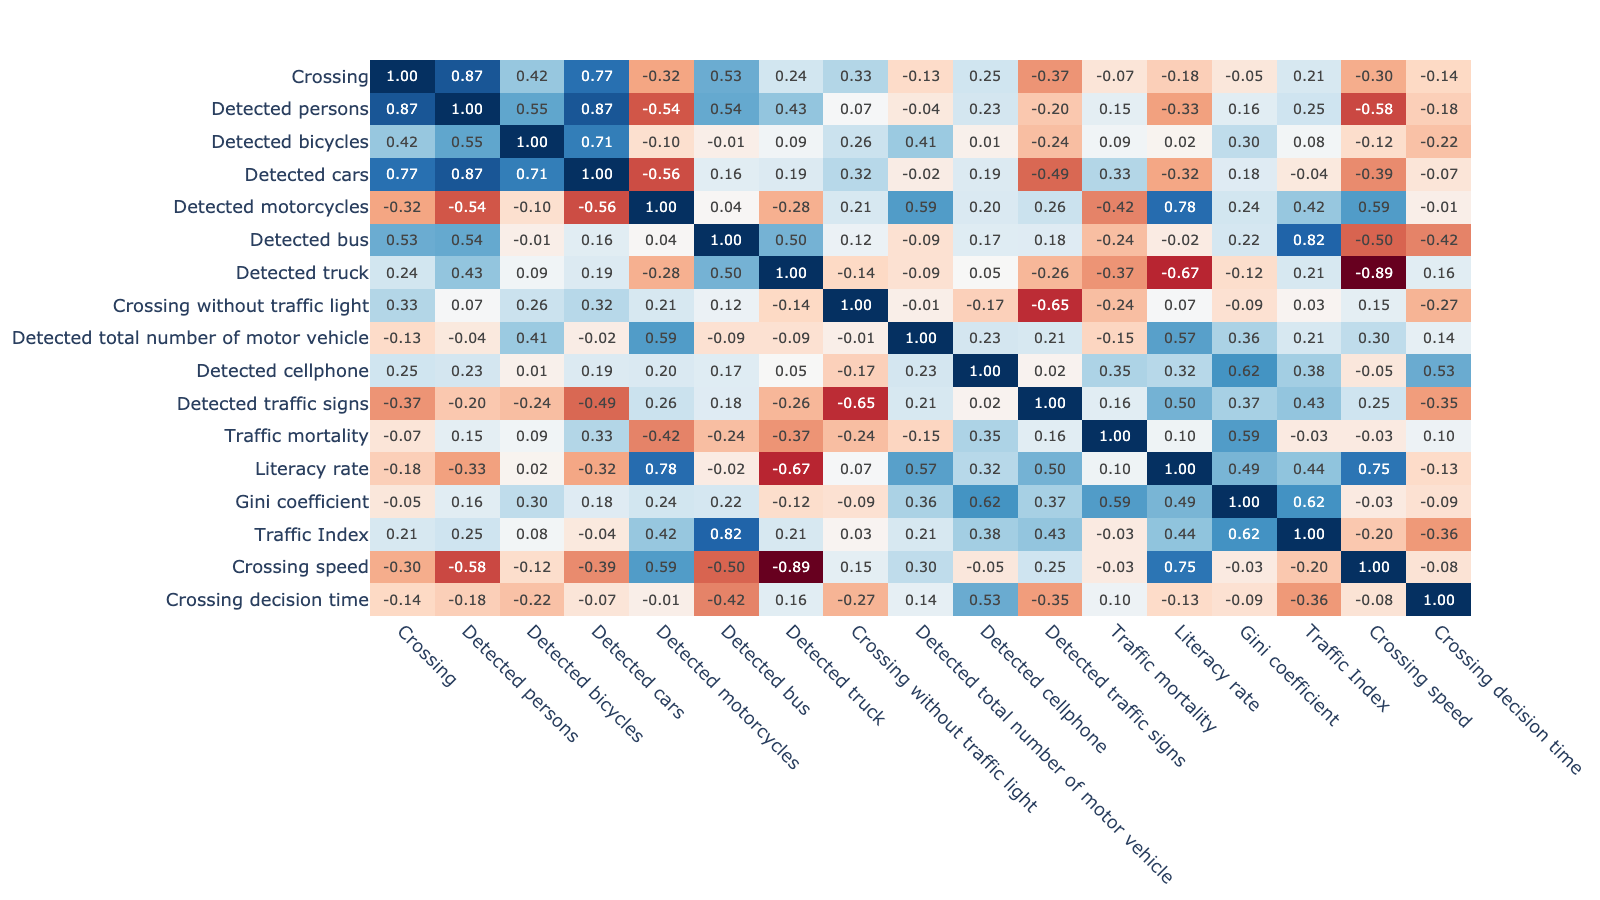 Crossing 1.00 0.87 0.42 0.77 -0.32 0.53 0.24 0.33 -0.13 0.25 -0.37 -0.07 -0.18 -0.05 0.21 -0.30 -0.14
Detected persons 0.87 1.00 0.55 0.87 -0.54 0.54 0.43 0.07 -0.04 0.23 -0.20 0.15 -0.33 0.16 0.25 -0.58 -0.18
Detected bicycles 0.42 0.55 1.00 0.71 -0.10 -0.01 0.09 0.26 0.41 0.01 -0.24 0.09 0.02 0.30 0.08 -0.12 -0.22
Detected cars 0.77 0.87 0.71 1.00 -0.56 0.16 0.19 0.32 -0.02 0.19 -0.49 0.33 -0.32 0.18 -0.04 -0.39 -0.07
Detected motorcycles -0.32 -0.54 -0.10 -0.56 1.00 0.04 -0.28 0.21 0.59 0.20 0.26 -0.42 0.78 0.24 0.42 0.59 -0.01
Detected bus 0.53 0.54 -0.01 0.16 0.04 1.00 0.50 0.12 -0.09 0.17 0.18 -0.24 -0.02 0.22 0.82 -0.50 -0.42
Detected truck 0.24 0.43 0.09 0.19 -0.28 0.50 1.00 -0.14 -0.09 0.05 -0.26 -0.37 -0.67 -0.12 0.21 -0.89 0.16
Crossing without traffic light 0.33 0.07 0.26 0.32 0.21 0.12 -0.14 1.00 -0.01 -0.17 -0.65 -0.24 0.07 -0.09 0.03 0.15 -0.27
Detected total number of motor vehicle -0.13 -0.04 0.41 -0.02 0.59 -0.09 -0.09 -0.01 1.00 0.23 0.21 -0.15 0.57 0.36 0.21 0.30 0.14
Detected cellphone 0.25 0.23 0.01 0.19 0.20 0.17 0.05 -0.17 0.23 1.00 0.02 0.35 0.32 0.62 0.38 -0.05 0.53
Detected traffic signs -0.37 -0.20 -0.24 -0.49 0.26 0.18 -0.26 -0.65 0.21 0.02 1.00 0.16 0.50 0.37 0.43 0.25 -0.35
Traffic mortality -0.07 0.15 0.09 0.33 -0.42 -0.24 -0.37 -0.24 -0.15 0.35 0.16 1.00 0.10 0.59 -0.03 -0.03 0.10
Literacy rate -0.18 -0.33 0.02 -0.32 0.78 -0.02 -0.67 0.07 0.57 0.32 0.50 0.10 1.00 0.49 0.44 0.75 -0.13
Gini coefficient -0.05 0.16 0.30 0.18 0.24 0.22 -0.12 -0.09 0.36 0.62 0.37 0.59 0.49 1.00 0.62 -0.03 -0.09
Traffic Index 0.21 0.25 0.08 -0.04 0.42 0.82 0.21 0.03 0.21 0.38 0.43 -0.03 0.44 0.62 1.00 -0.20 -0.36
Crossing speed -0.30 -0.58 -0.12 -0.39 0.59 -0.50 -0.89 0.15 0.30 -0.05 0.25 -0.03 0.75 -0.03 -0.20 1.00 -0.08
Crossing decision time -0.14 -0.18 -0.22 -0.07 -0.01 -0.42 0.16 -0.27 0.14 0.53 -0.35 0.10 -0.13 -0.09 -0.36 -0.08 1.00
Crossing
Detected persons
Detected bicycles
Detected cars
Detected motorcycles
Detected bus
Detected truck
Crossing without traffic light
Detected total number of motor vehicle
Detected cellphone
Detected traffic signs
Traffic mortality
Literacy rate
Gini coefficient
Traffic Index
Crossing speed
Crossing decision time